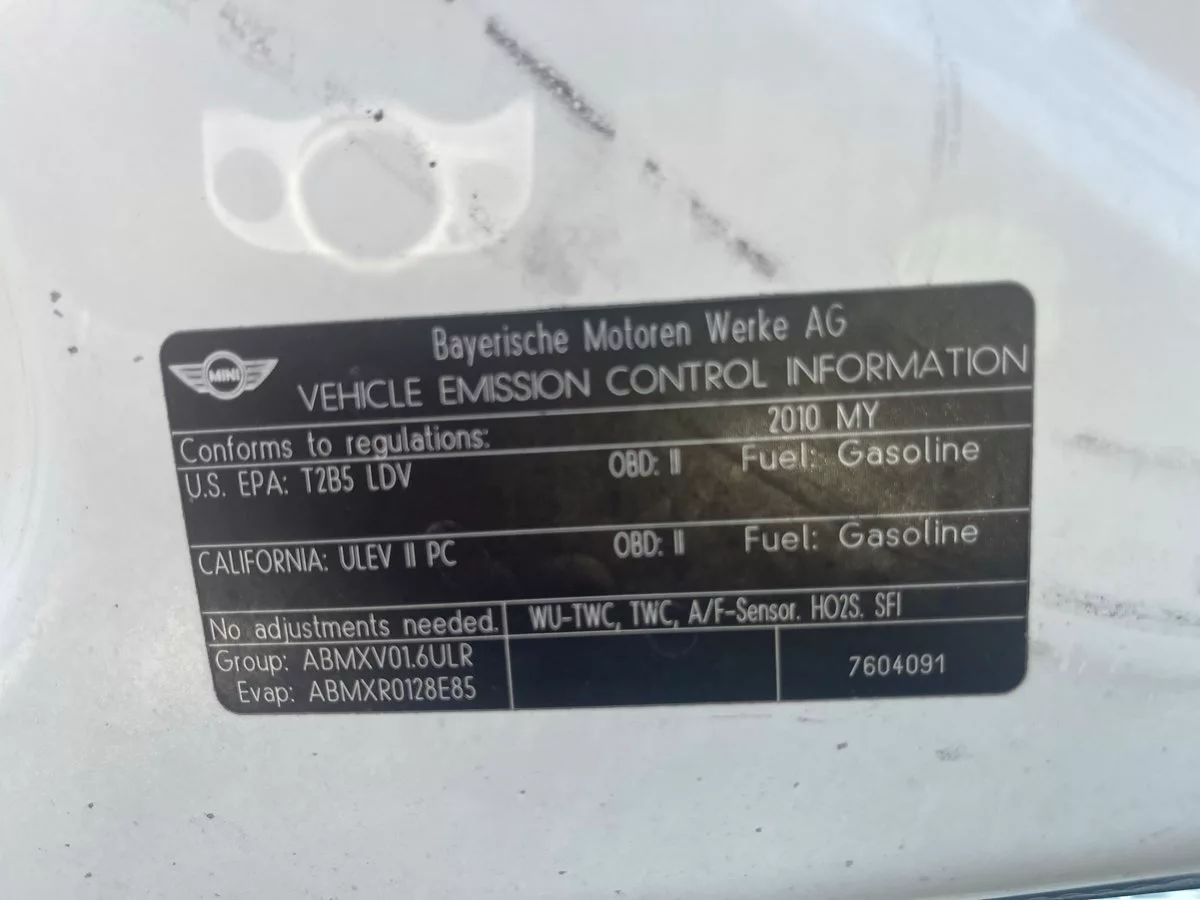 Bayerische Motoren Werke AG
MINI
VEHICLE EMISSION CONTROL INFORMATION
2010 MY
Conforms to regulations:
U.S. EPA: T2B5 LDV OBD: II Fuel: Gasoline
CALIFORNIA: ULEV II PC OBD: II Fuel: Gasoline
No adjustments needed. WU-TWC, TWC, A/F-Sensor. HO2S. SFI
Group: ABMXV01.6ULR
Evap: ABMXR0128E85
7604091